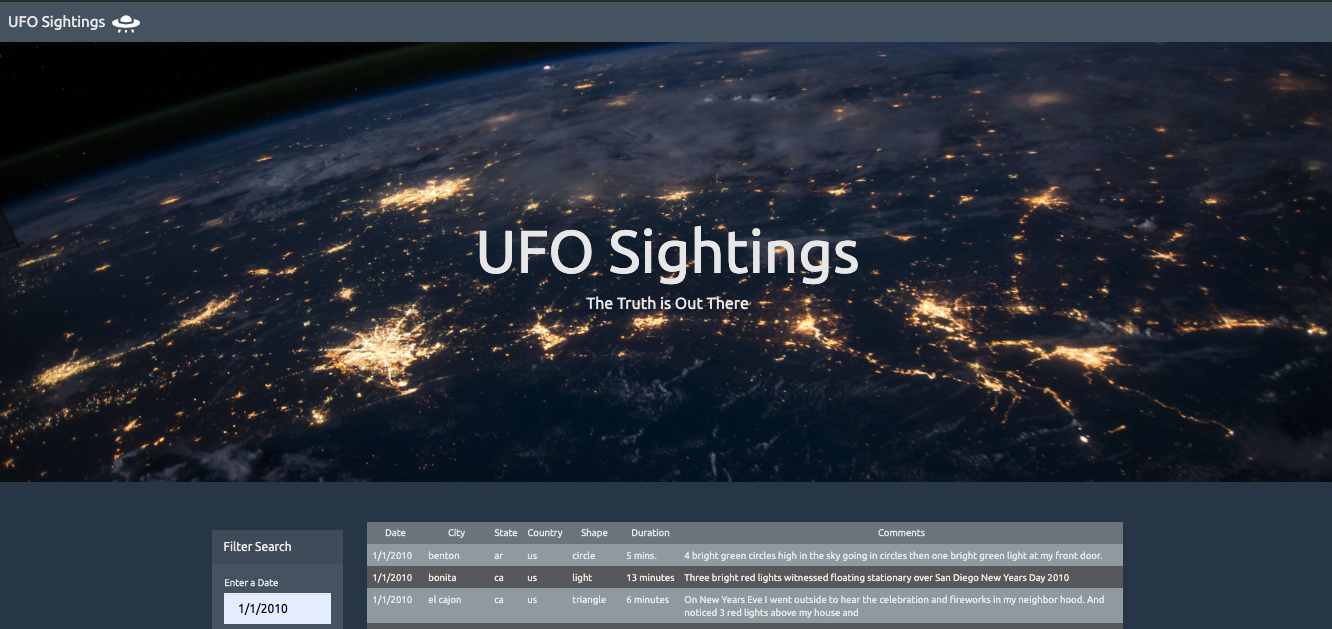 UFO Sightings
UFO Sightings
The Truth is Out There
Filter Search
Enter a Date
1/1/2010
Date City State Country Shape Duration Comments
1/1/2010 benton ar us circle 5 mins. 4 bright green circles high in the sky going in circles then one bright green light at my front door.
1/1/2010 bonita ca us light 13 minutes Three bright red lights witnessed floating stationary over San Diego New Years Day 2010
1/1/2010 el cajon ca us triangle 6 minutes On New Years Eve I went outside to hear the celebration and fireworks in my neighbor hood. And
noticed 3 red lights above my house and